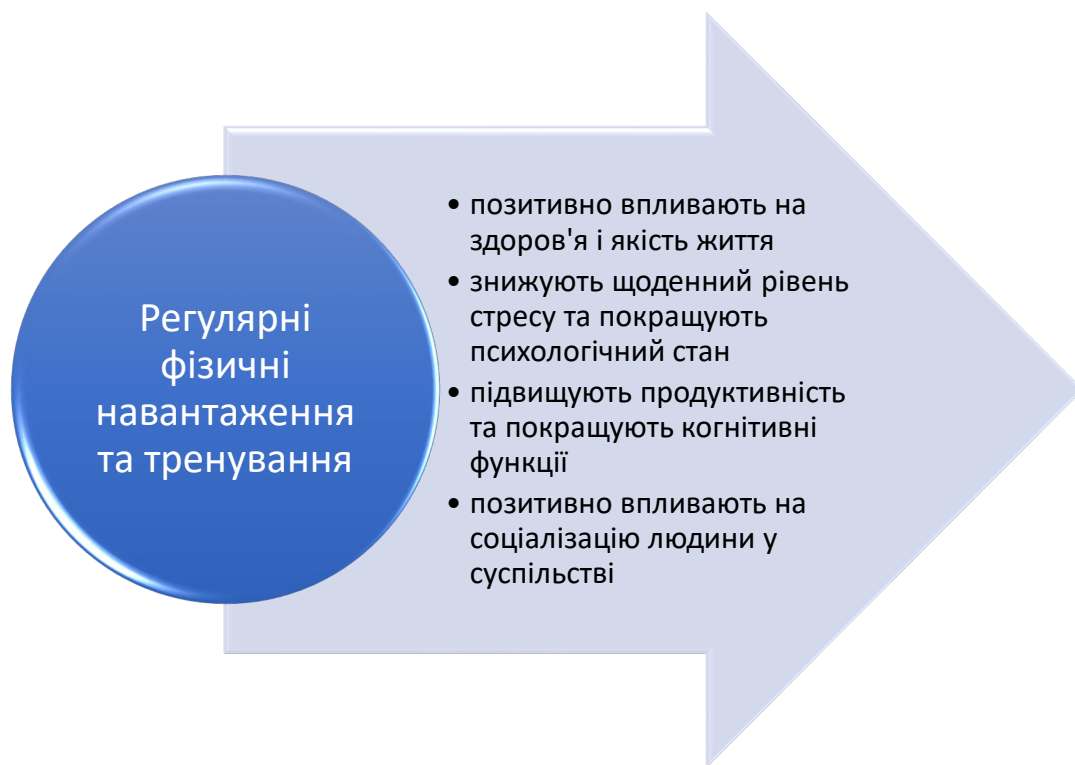 Регулярні
фізичні
навантаження
та тренування
• позитивно впливають на
здоров'я і якість життя
• знижують щоденний рівень
стресу та покращують
психологічний стан
• підвищують продуктивність
та покращують когнітивні
функції
• позитивно впливають на
соціалізацію людини у
суспільстві